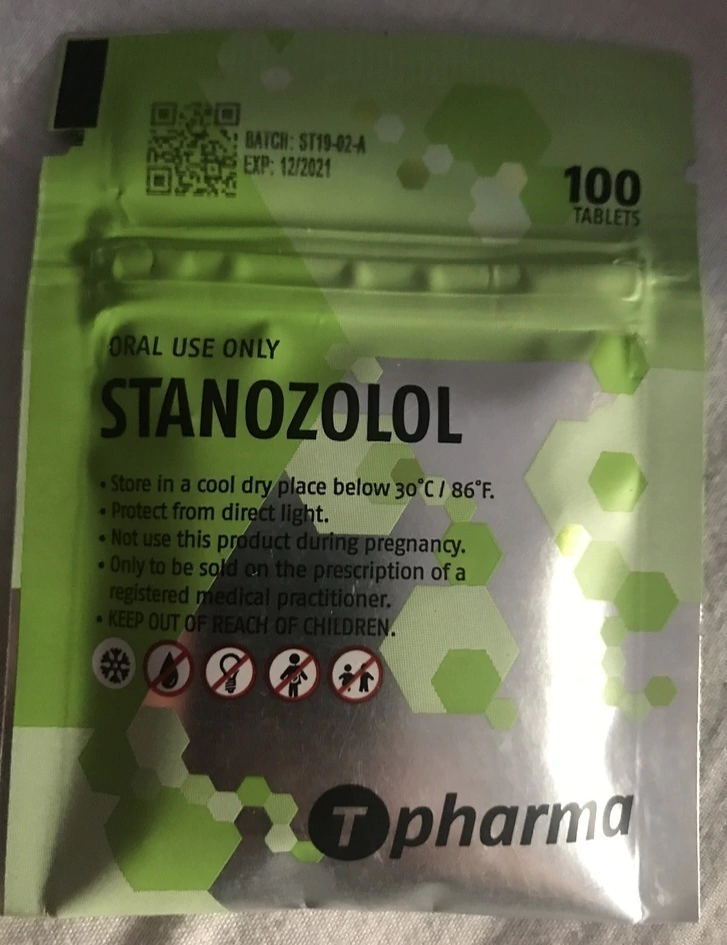 BATCH: ST19-02-A
EXP: 12/2021
100
TABLETS
ORAL USE ONLY
STANOZOLOL
• Store in a cool dry place below 30°C / 86°F.
• Protect from direct light.
• Not use this product during pregnancy.
• Only to be sold on the prescription of a
registered medical practitioner.
• KEEP OUT OF REACH OF CHILDREN.
T pharma